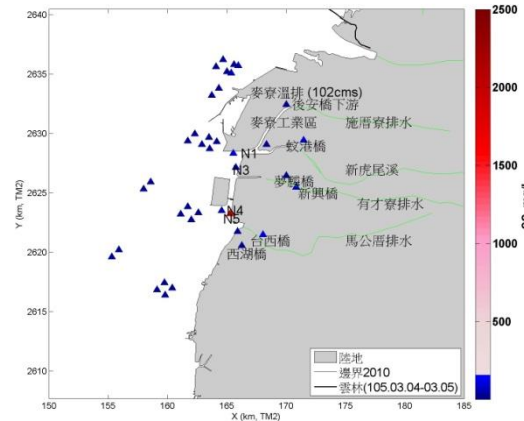 2640
2635
2630
2625
2620
2615
2610
Y (km, TM2)
150
155
160
165
170
175
180
185
X (km, TM2)
麥寮溫排 (102cms)
後安橋下游
麥寮工業區
施厝寮排水
蚊港橋
N1
N3
新虎尾溪
夢麟橋
新興橋
有才寮排水
N4
N5
台西橋
馬公厝排水
西湖橋
陸地
邊界2010
雲林(105.03.04-03.05)
2500
2000
1500
1000
500